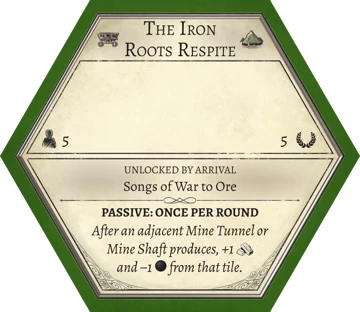 The Iron
Roots Respite
5 5
UNLOCKED BY ARRIVAL
Songs of War to Ore
PASSIVE: ONCE PER ROUND
After an adjacent Mine Tunnel or
Mine Shaft produces, +1
and –1 from that tile.